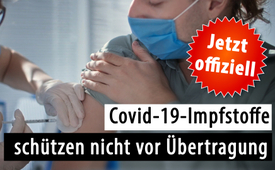 Jetzt
offiziell
Covid-19-Impfstoffe
schützen nicht vor Übertragung